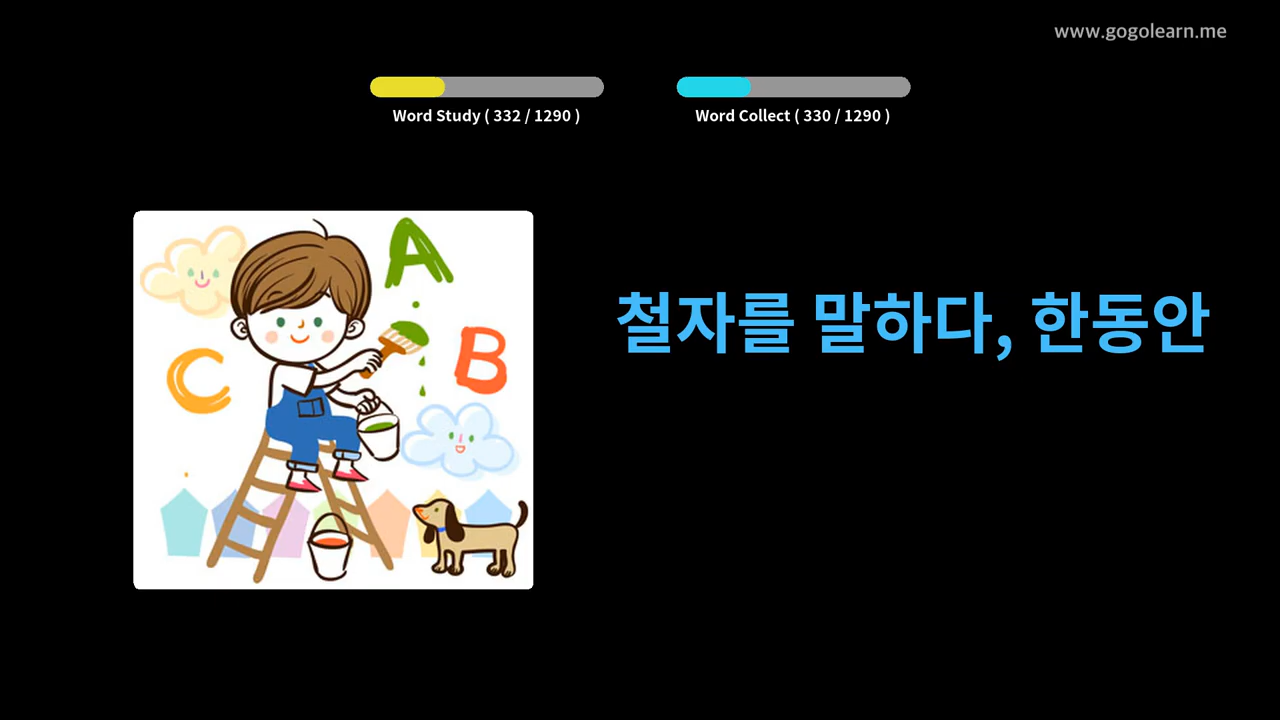 www.gogolearn.me
Word Study ( 332 / 1290 )
Word Collect ( 330 / 1290 )
A
B
C
철자를 말하다, 한동안